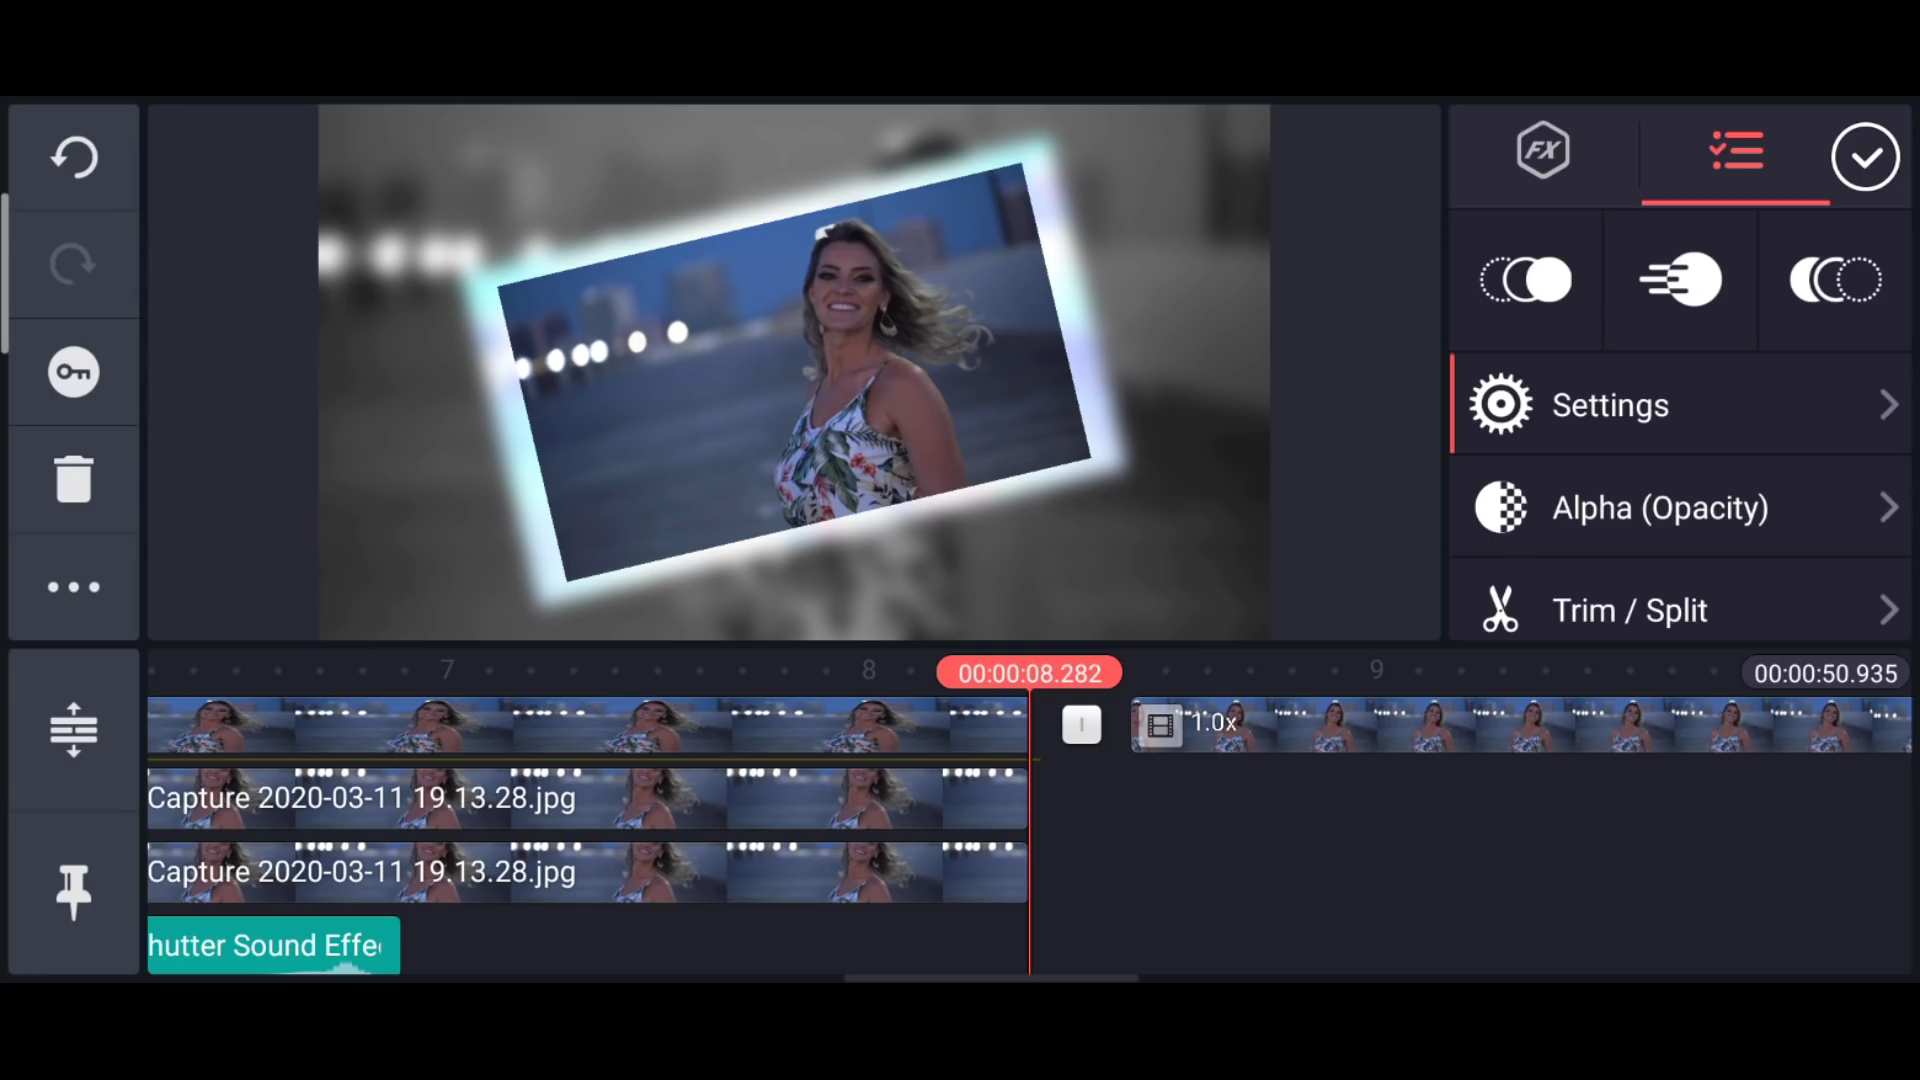 FX
Settings
Alpha (Opacity)
Trim / Split
7
8
00:00:08.282
9
00:00:50.935
1.0x
Capture 2020-03-11 19.13.28.jpg
Capture 2020-03-11 19.13.28.jpg
hutter Sound Effe